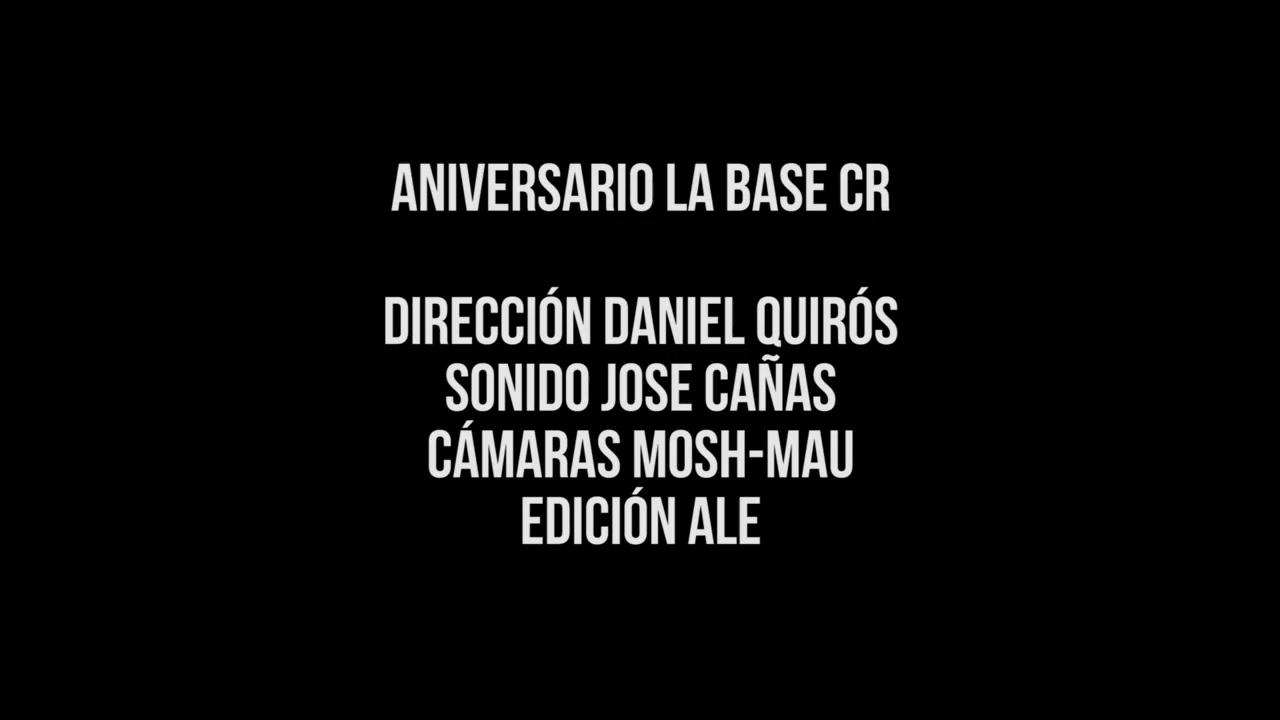 ANIVERSARIO LA BASE CR
DIRECCIÓN DANIEL QUIRÓS
SONIDO JOSE CAÑAS
CÁMARAS MOSH-MAU
EDICIÓN ALE